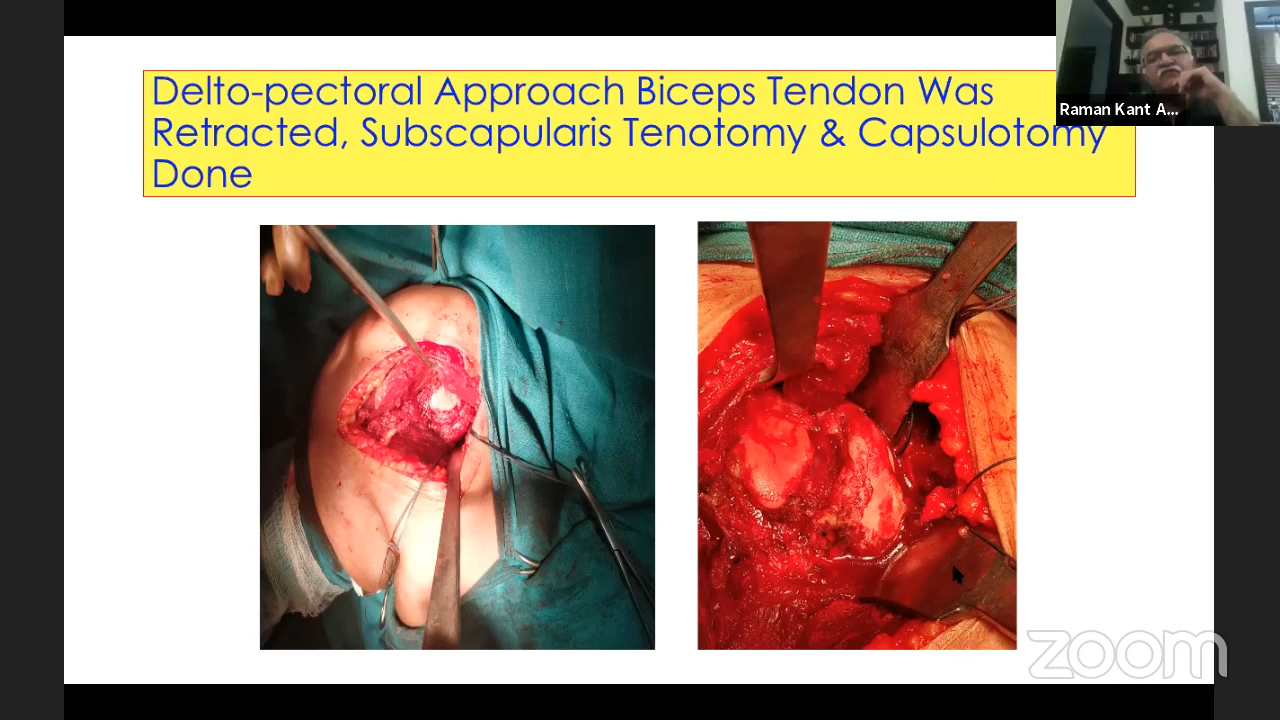 Delto-pectoral Approach Biceps Tendon Was
Retracted, Subscapularis Tenotomy & Capsulotomy
Done
Raman Kant A...
zoom